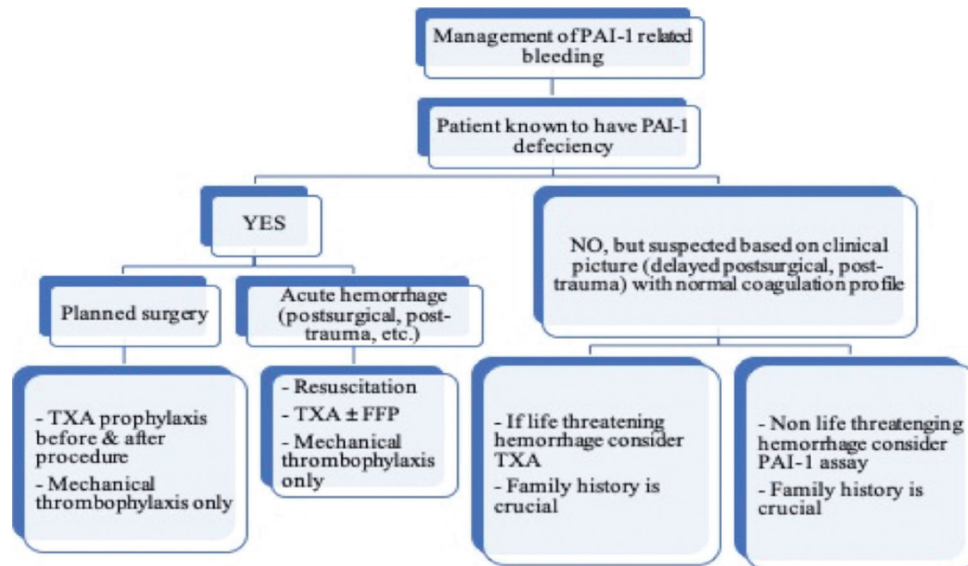 Management of PAI-1 related
bleeding
Patient known to have PAI-1
defeciency
YES
NO, but suspected based on clinical
picture (delayed postsurgical, post-
trauma) with normal coagulation profile
Planned surgery
Acute hemorrhage
(postsurgical, post-
trauma, etc.)
- TXA prophylaxis
before & after
procedure
- Mechanical
thrombophylaxis only
- Resuscitation
- TXA ± FFP
- Mechanical
thrombophylaxis
only
- If life threatening
hemorrhage consider
TXA
- Family history is
crucial
- Non life threatenging
hemorrhage consider
PAI-1 assay
- Family history is
crucial